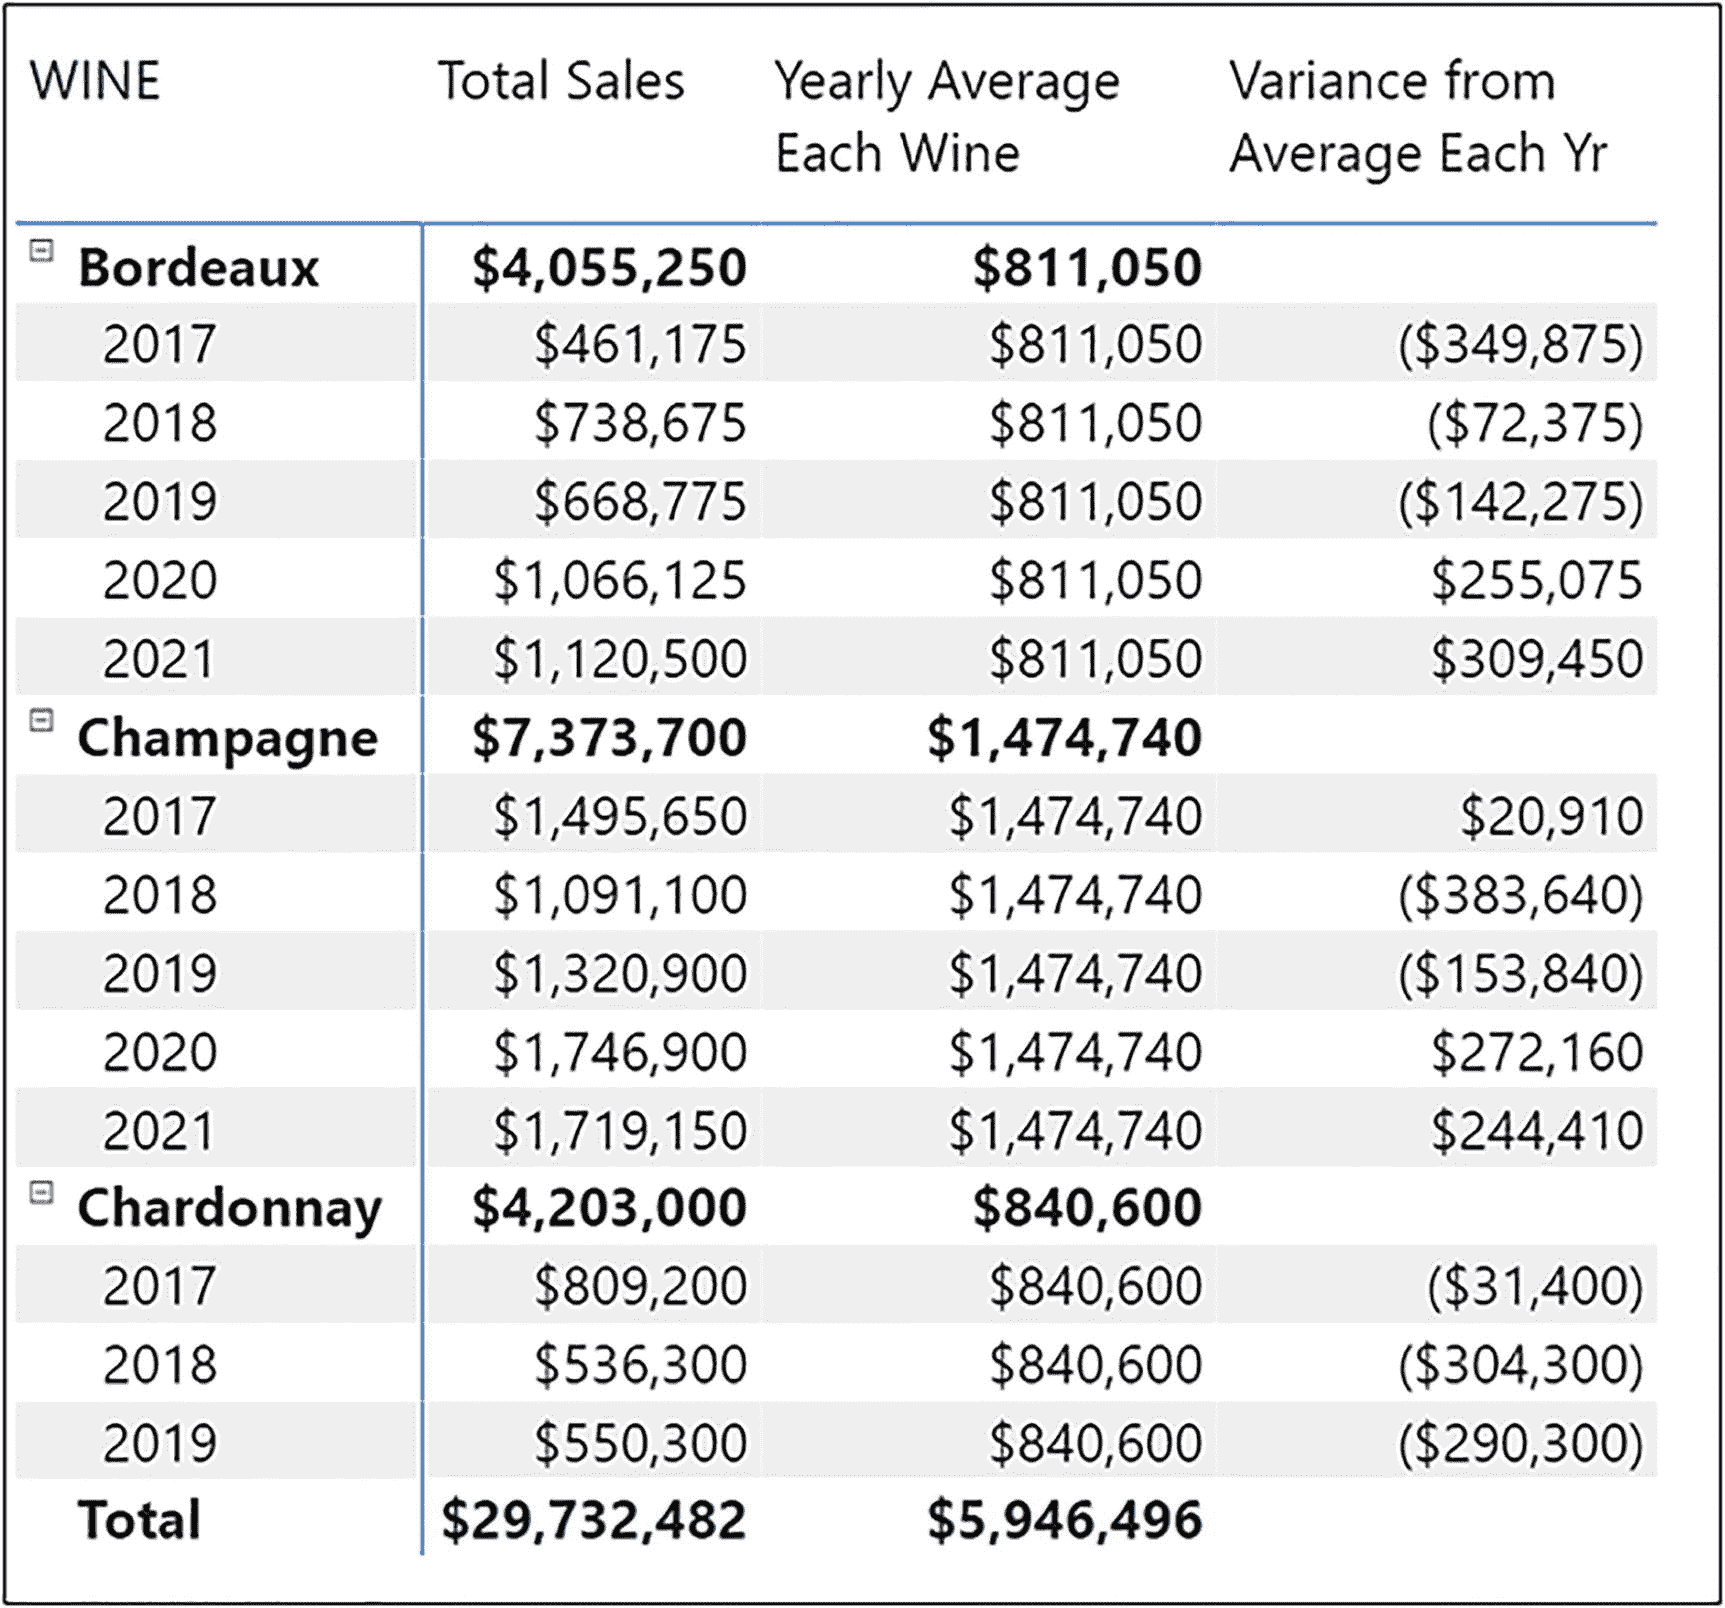 WINE Total Sales Yearly Average Each Wine Variance from Average Each Yr
Bordeaux $4,055,250 $811,050
2017 $461,175 $811,050 ($349,875)
2018 $738,675 $811,050 ($72,375)
2019 $668,775 $811,050 ($142,275)
2020 $1,066,125 $811,050 $255,075
2021 $1,120,500 $811,050 $309,450
Champagne $7,373,700 $1,474,740
2017 $1,495,650 $1,474,740 $20,910
2018 $1,091,100 $1,474,740 ($383,640)
2019 $1,320,900 $1,474,740 ($153,840)
2020 $1,746,900 $1,474,740 $272,160
2021 $1,719,150 $1,474,740 $244,410
Chardonnay $4,203,000 $840,600
2017 $809,200 $840,600 ($31,400)
2018 $536,300 $840,600 ($304,300)
2019 $550,300 $840,600 ($290,300)
Total $29,732,482 $5,946,496